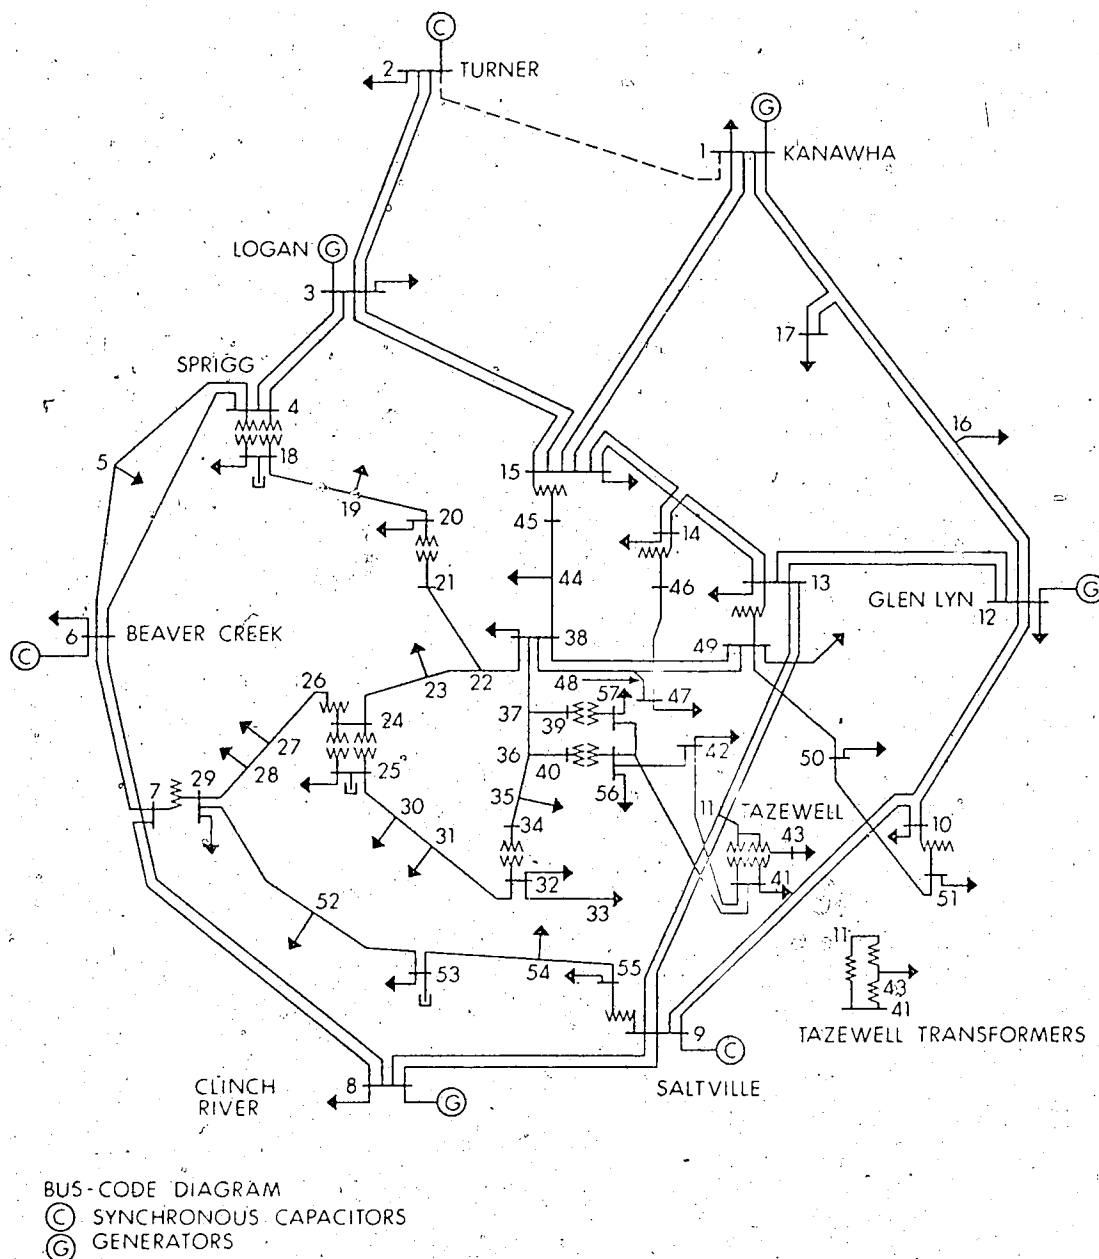 C
2 TURNER
G
1 KANAWHA
LOGAN G
3
17
SPRIGG
4
16
5
18
15
19
20
45
14
21
44
46
13
GLEN LYN
12
G
6 BEAVER CREEK
C
38
49
26
23
22
48
47
57
24
37
39
27
36
42
50
28
25
40
7
29
56
35
30
11
TAZEWELL
34
43
10
31
32
41
33
51
52
11
55
53
54
43
41
9
TAZEWELL TRANSFORMERS
C
CLINCH
RIVER
8
SALTVILLE
G
BUS-CODE DIAGRAM
C SYNCHRONOUS CAPACITORS
G GENERATORS